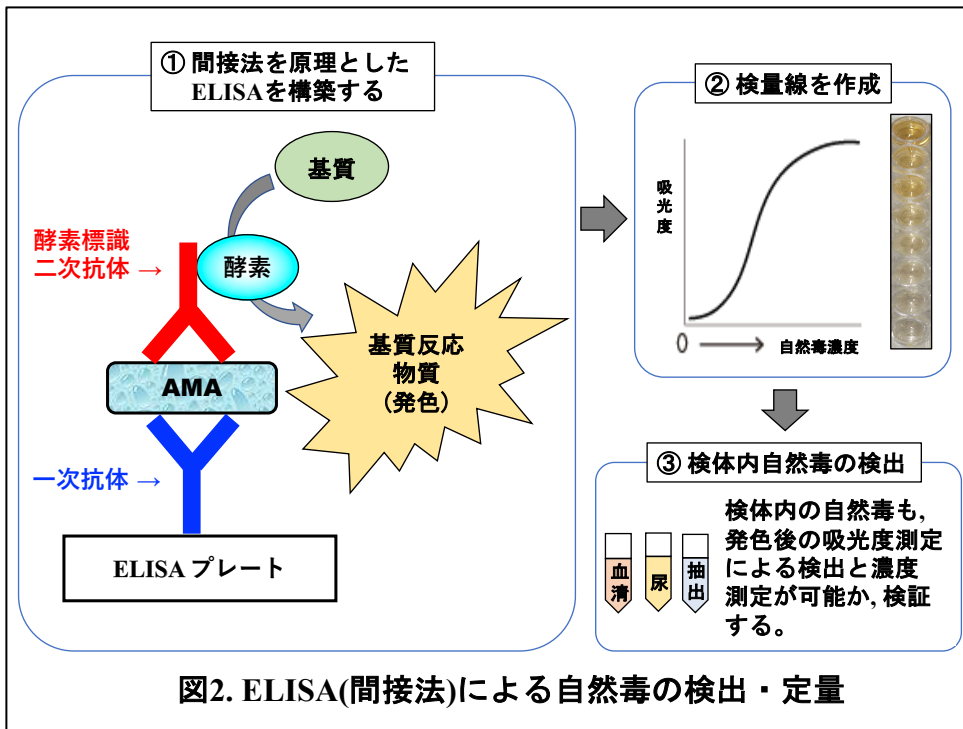 ① 間接法を原理とした
ELISAを構築する
基質
酵素標識
二次抗体 →
酵素
基質反応
物質
（発色）
AMA
一次抗体 →
ELISA プレート
② 検量線を作成
吸光度
0
自然毒濃度
③ 検体内自然毒の検出
血清
尿
抽出
検体内の自然毒も,
発色後の吸光度測定
による検出と濃度
測定が可能か, 検証
する。
図2. ELISA(間接法)による自然毒の検出・定量